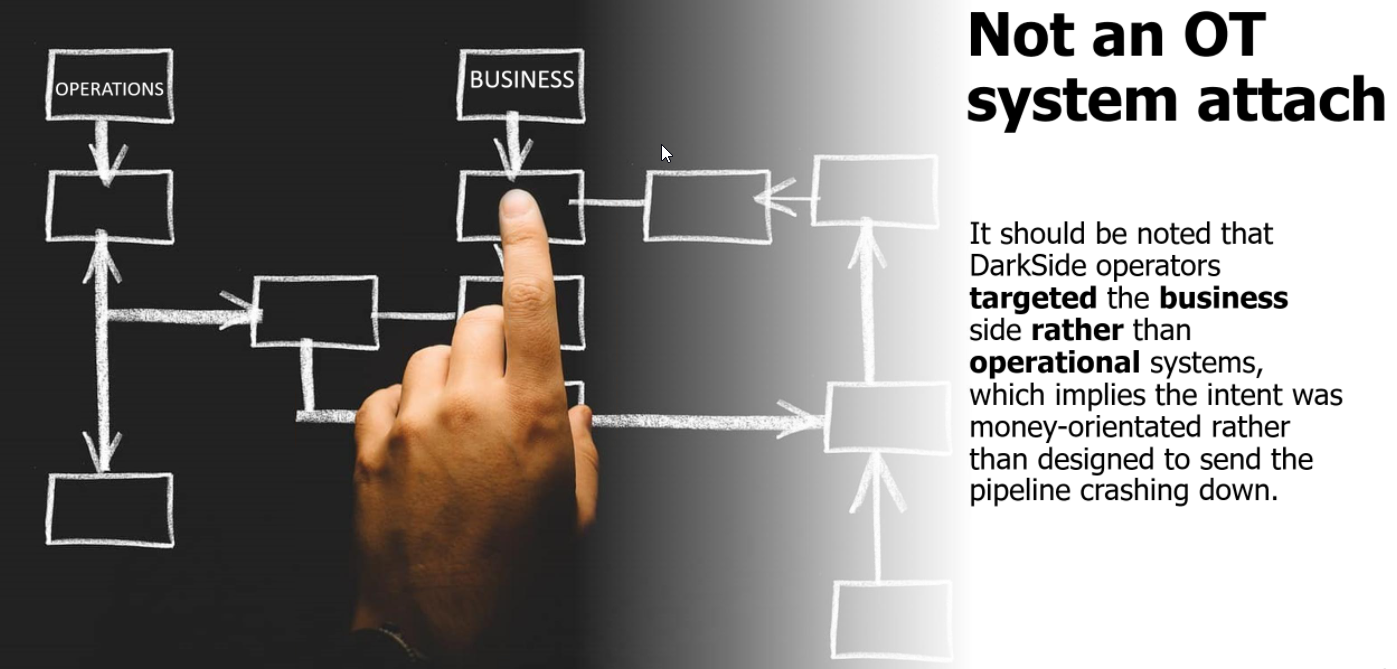 OPERATIONS
BUSINESS
Not an OT
system attach
It should be noted that
DarkSide operators
targeted the business
side rather than
operational systems,
which implies the intent was
money-orientated rather
than designed to send the
pipeline crashing down.